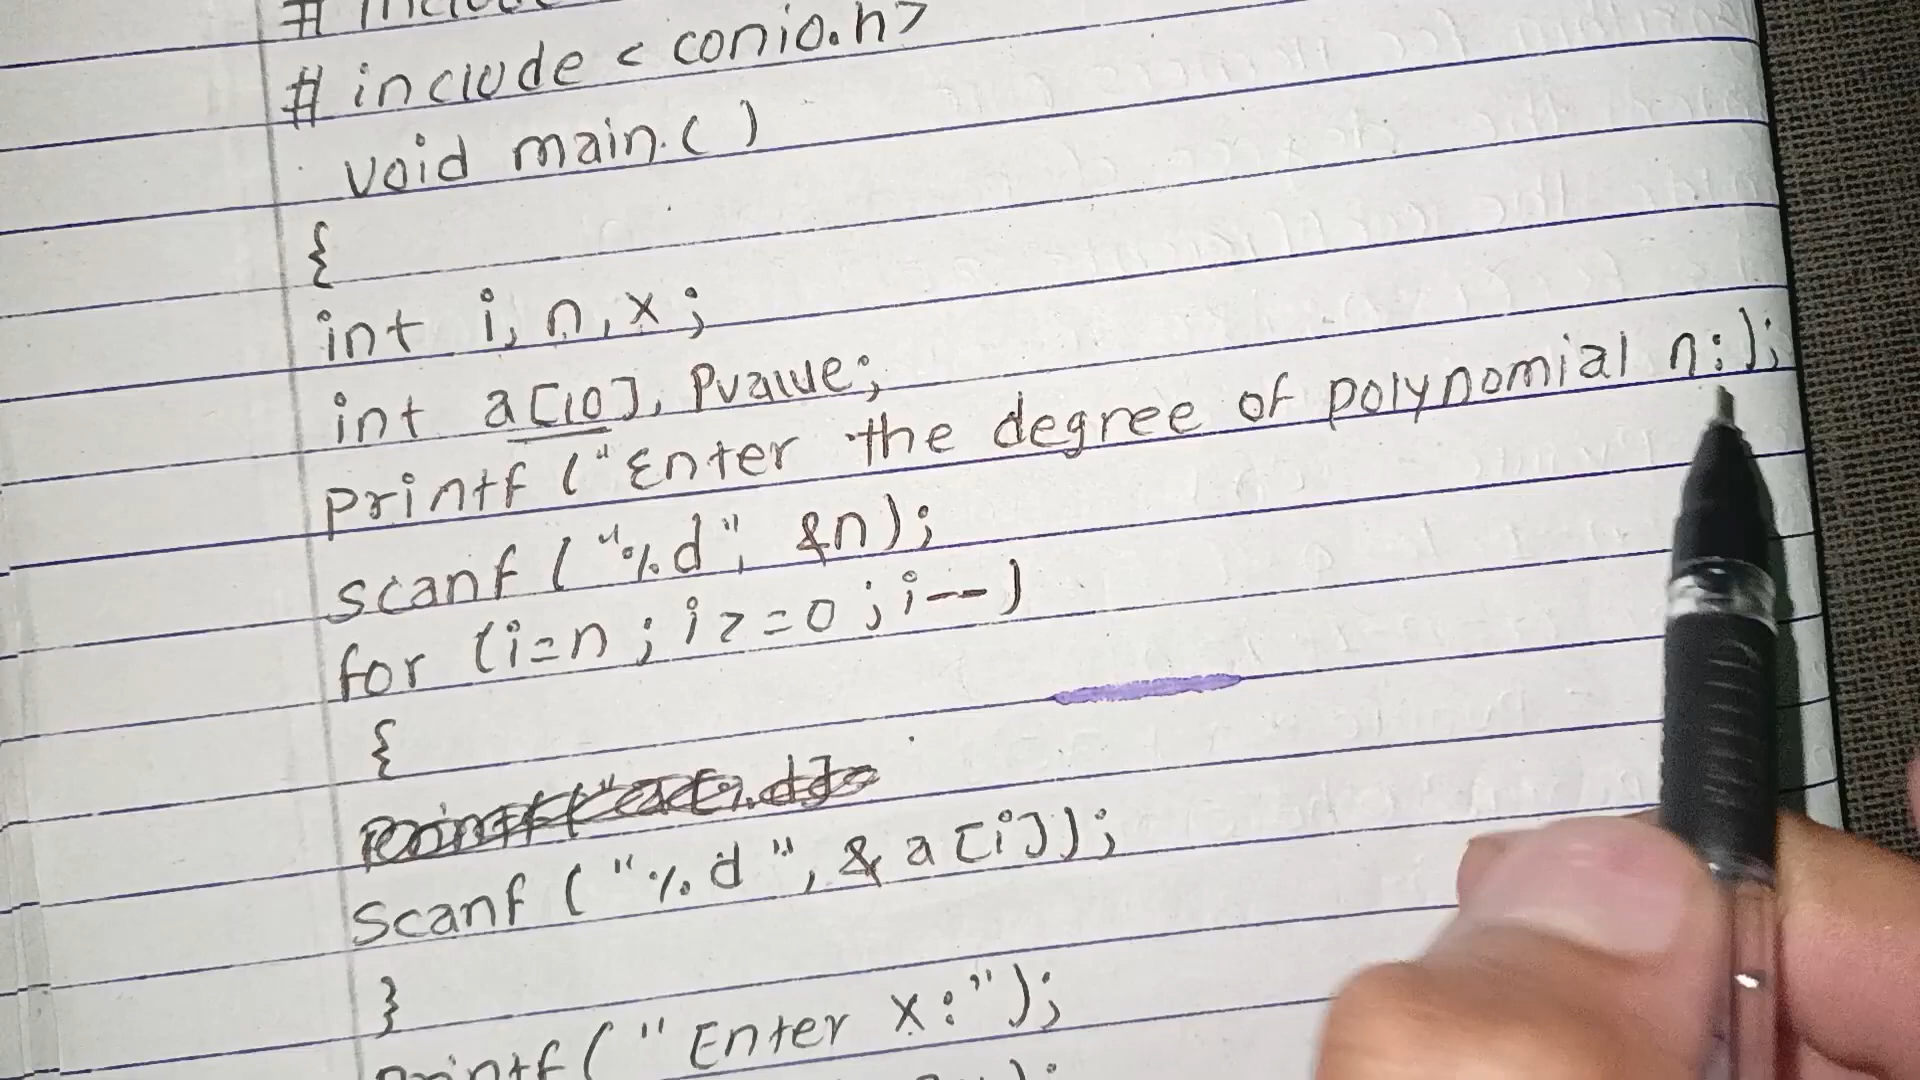 # include
# include < conio.h>
void main.( )
{
int i, n, x ;
int a[10], Pvalue;
printf ("Enter the degree of polynomial n:);
scanf ("%d", &n);
for (i=n ; i>=0 ; i--)
{
scanf ("%d", & a[i]);
}
printf ("Enter x:");